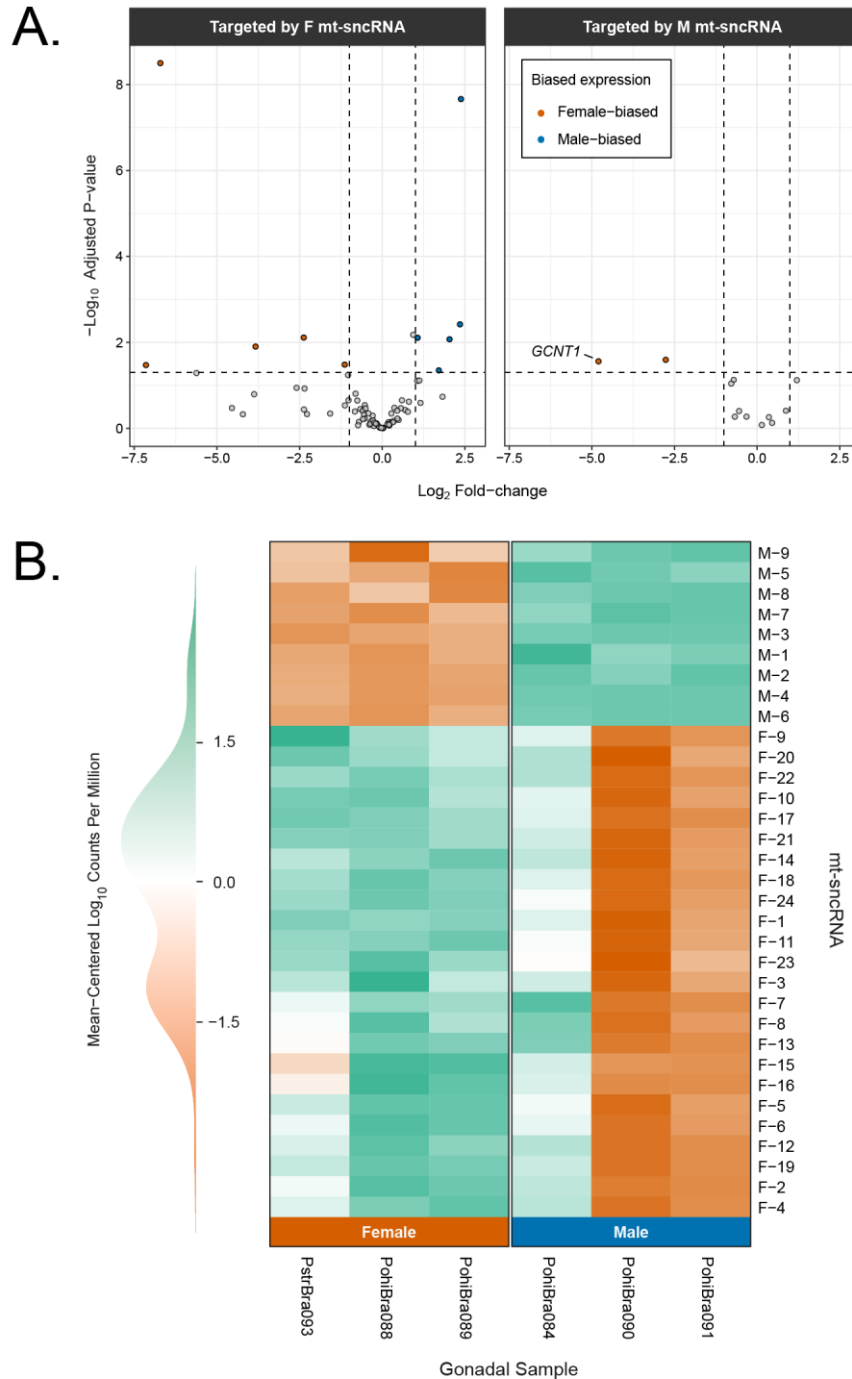 A.
Targeted by F mt-sncRNA
Targeted by M mt-sncRNA
Biased expression
Female-biased
Male-biased
GCNT1
-Log10 Adjusted P-value
8
6
4
2
0
-7.5 -5.0 -2.5 0.0 2.5
-7.5 -5.0 -2.5 0.0 2.5
Log2 Fold-change
B.
Mean-Centered Log10 Counts Per Million
1.5
0.0
-1.5
M-9
M-5
M-8
M-7
M-3
M-1
M-2
M-4
M-6
F-9
F-20
F-22
F-10
F-17
F-21
F-14
F-18
F-24
F-1
F-11
F-23
F-3
F-7
F-8
F-13
F-15
F-16
F-5
F-6
F-12
F-19
F-2
F-4
mt-sncRNA
Female
Male
PstrBra093
PohiBra088
PohiBra089
PohiBra084
PohiBra090
PohiBra091
Gonadal Sample